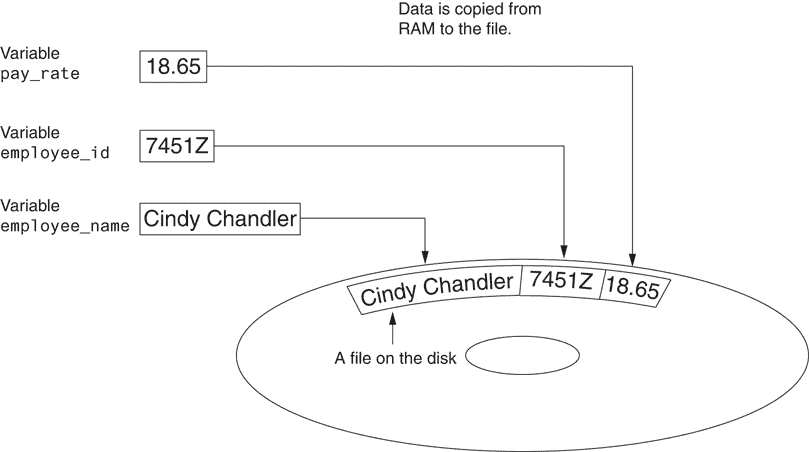 Data is copied from
RAM to the file.
Variable
pay_rate
18.65
Variable
employee_id
7451Z
Variable
employee_name
Cindy Chandler
Cindy Chandler
7451Z
18.65
A file on the disk